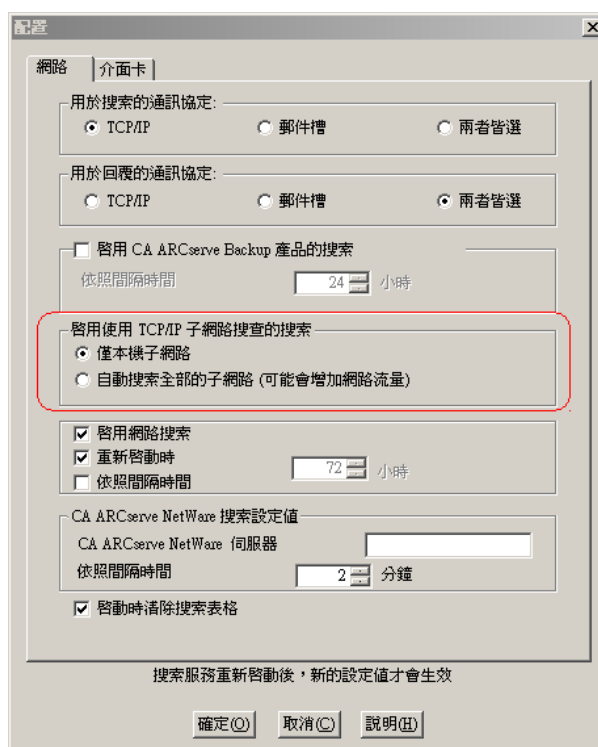 配置
網路 介面卡
用於搜索的通訊協定:
TCP/IP 郵件槽 兩者皆選
用於回覆的通訊協定:
TCP/IP 郵件槽 兩者皆選
啓用 CA ARCserve Backup 產品的搜索
依照間隔時間 24 小時
啓用使用 TCP/IP 子網路搜查的搜索
僅本機子網路
自動搜索全部的子網路 (可能會增加網路流量)
啓用網路搜索
重新啓動時 72 小時
依照間隔時間
CA ARCserve NetWare 搜索設定值
CA ARCserve NetWare 伺服器
依照間隔時間 2 分鐘
啓動時清除搜索表格
搜索服務重新啓動後，新的設定值才會生效
確定(O) 取消(C) 説明(H)